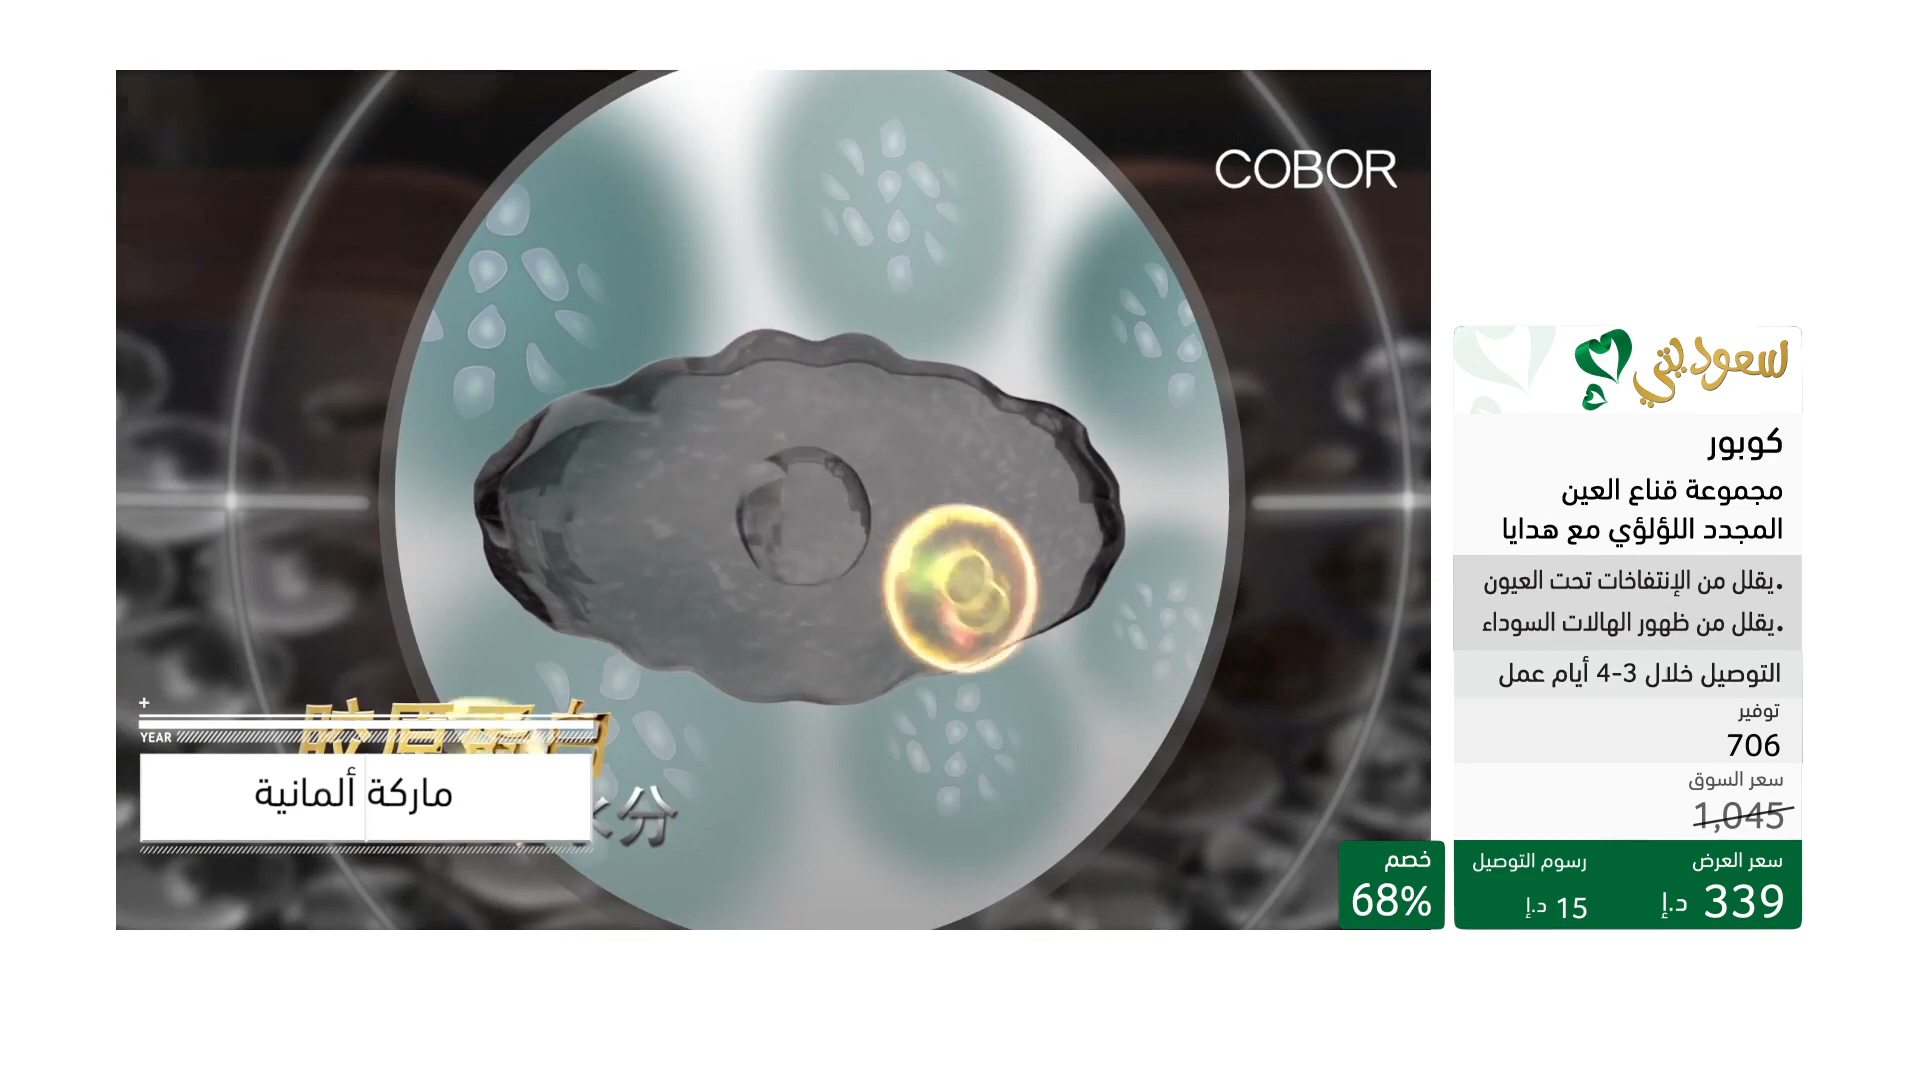 COBOR
+
YEAR
ماركة ألمانية
水分
سعوديتي
كوبور
مجموعة قناع العين
المجدد اللؤلؤي مع هدايا
.يقلل من الإنتفاخات تحت العيون
.يقلل من ظهور الهالات السوداء
التوصيل خلال 3-4 أيام عمل
توفير
706
سعر السوق
1,045
سعر العرض
339 د.إ
رسوم التوصيل
15 د.إ
خصم
68%